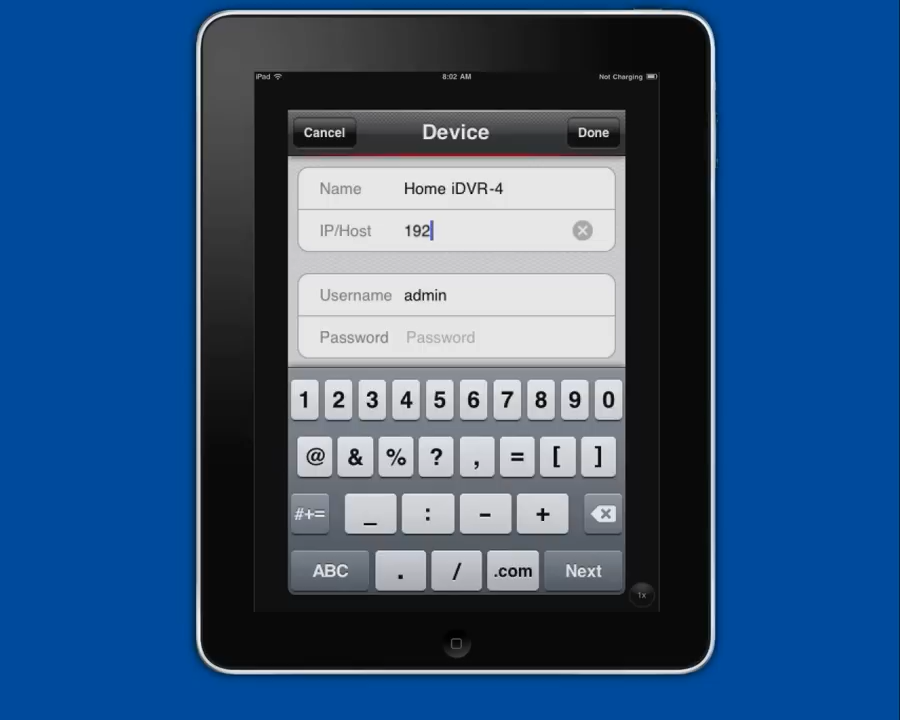 iPad 8:02 AM Not Charging
Cancel Device Done
Name Home iDVR-4
IP/Host 192
Username admin
Password Password
1 2 3 4 5 6 7 8 9 0
@ & % ? , = [ ]
#+= _ : - +
ABC . / .com Next
1x